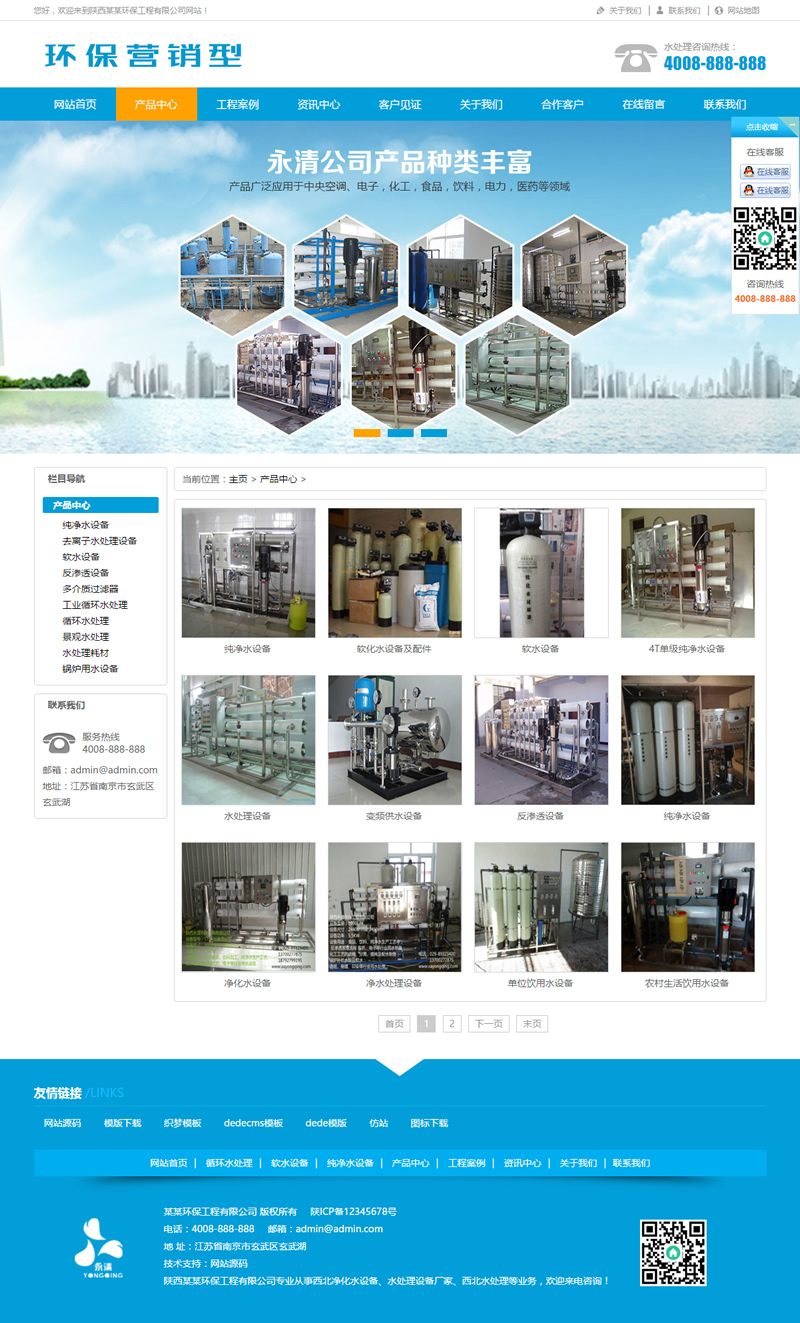 您好，欢迎来到陕西某某环保工程有限公司网站！
关于我们 | 联系我们 | 网站地图
环保营销型
水处理咨询热线：
4008-888-888
网站首页 产品中心 工程案例 资讯中心 客户见证 关于我们 合作客户 在线留言 联系我们
点击收缩
在线客服
在线客服
在线客服
咨询热线
4008-888-888
永清公司产品种类丰富
产品广泛应用于中央空调、电子，化工，食品，饮料，电力，医药等领域
栏目导航
产品中心
纯净水设备
去离子水处理设备
软水设备
反渗透设备
多介质过滤器
工业循环水处理
循环水处理
景观水处理
水处理耗材
锅炉用水设备
联系我们
服务热线
4008-888-888
邮箱：admin@admin.com
地址：江苏省南京市玄武区
玄武湖
当前位置：主页 > 产品中心 >
纯净水设备 软化水设备及配件 软水设备 4T单级纯净水设备
水处理设备 变频供水设备 反渗透设备 纯净水设备
净化水设备 净水处理设备 单位饮用水设备 农村生活饮用水设备
首页 1 2 下一页 末页
友情链接 /LINKS
网站源码 模版下载 织梦模板 dedecms模板 dede模版 仿站 图标下载
网站首页 | 循环水处理 | 软水设备 | 纯净水设备 | 产品中心 | 工程案例 | 资讯中心 | 关于我们 | 联系我们
永清
YONGQING
某某环保工程有限公司 版权所有 陕ICP备12345678号
电话：4008-888-888 邮箱：admin@admin.com
地 址：江苏省南京市玄武区玄武湖
技术支持：网站源码
陕西某某环保工程有限公司专业从事西北净化水设备、水处理设备厂家、西北水处理等业务，欢迎来电咨询！